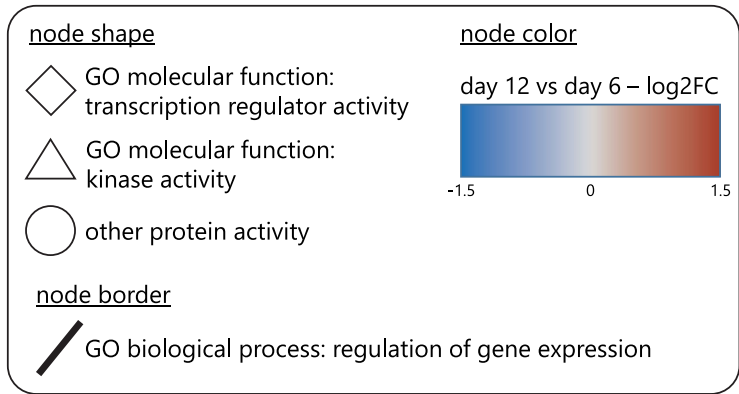 node shape
GO molecular function:
transcription regulator activity
GO molecular function:
kinase activity
other protein activity
node border
GO biological process: regulation of gene expression
node color
day 12 vs day 6 – log2FC
-1.5 0 1.5